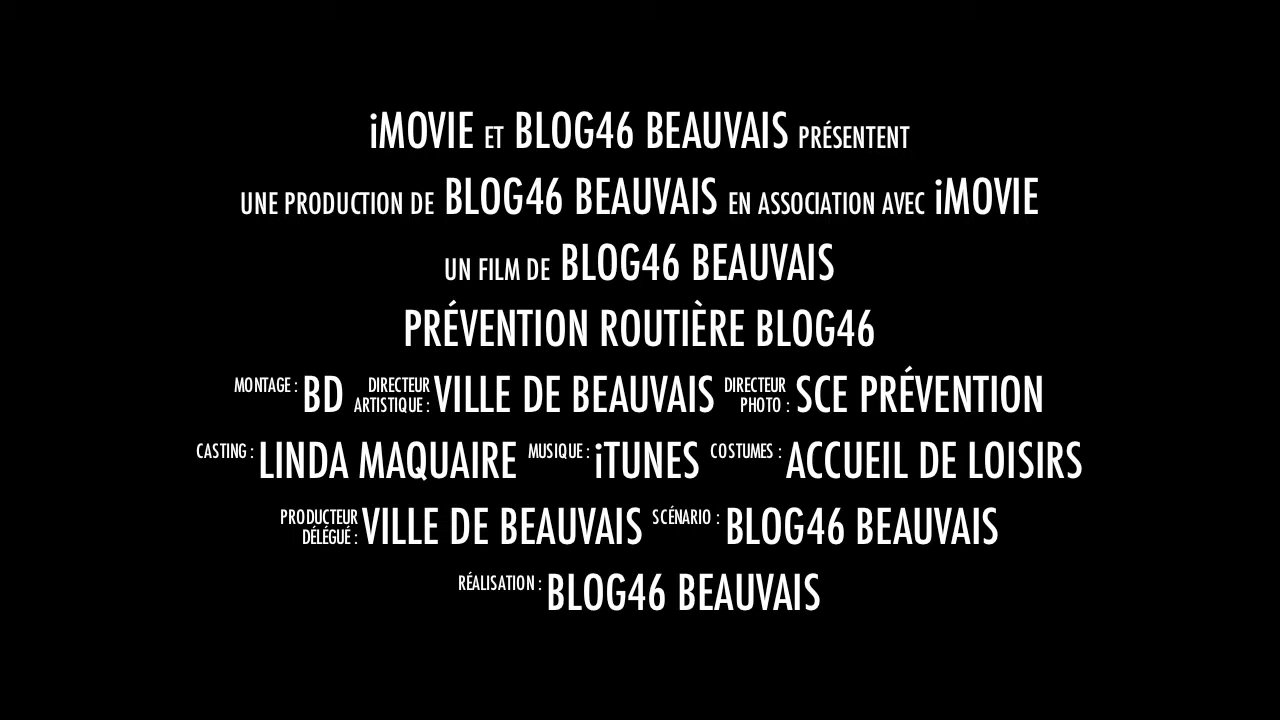 iMOVIE ET BLOG46 BEAUVAIS PRÉSENTENT
UNE PRODUCTION DE BLOG46 BEAUVAIS EN ASSOCIATION AVEC iMOVIE
UN FILM DE BLOG46 BEAUVAIS
PRÉVENTION ROUTIÈRE BLOG46
MONTAGE : BD DIRECTEUR ARTISTIQUE : VILLE DE BEAUVAIS DIRECTEUR PHOTO : SCE PRÉVENTION
CASTING : LINDA MAQUAIRE MUSIQUE : iTUNES COSTUMES : ACCUEIL DE LOISIRS
PRODUCTEUR DÉLÉGUÉ : VILLE DE BEAUVAIS SCÉNARIO : BLOG46 BEAUVAIS
RÉALISATION : BLOG46 BEAUVAIS